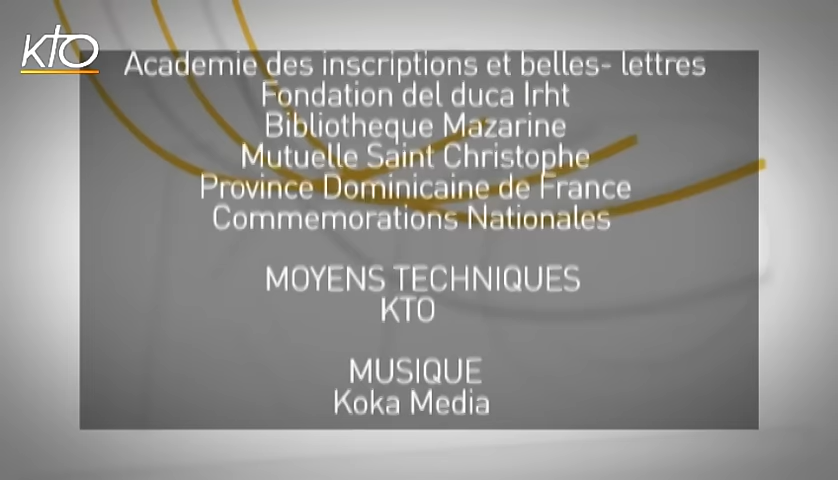 KTO
Academie des inscriptions et belles- lettres
Fondation del duca Irht
Bibliotheque Mazarine
Mutuelle Saint Christophe
Province Dominicaine de France
Commemorations Nationales
MOYENS TECHNIQUES
KTO
MUSIQUE
Koka Media